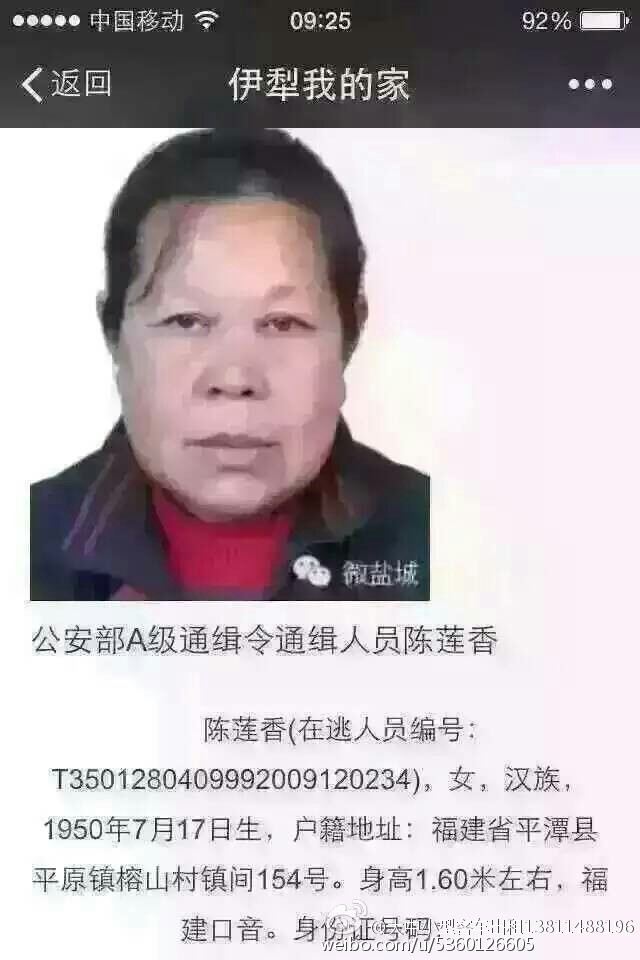 中国移动 09:25 92%
返回 伊犁我的家
微盐城
公安部A级通缉令通缉人员陈莲香
陈莲香(在逃人员编号：
T3501280409992009120234)，女，汉族，
1950年7月17日生，户籍地址：福建省平潭县
平原镇榕山村镇间154号。身高1.60米左右，福
建口音。身份证号码:
13811488196
weibo.com/u/5360126605